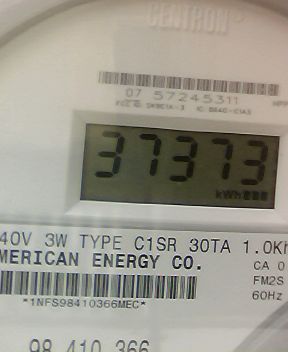 CENTRON
07 57245311
37373
kWh
40V 3W TYPE C1SR 30TA 1.0Kh
MERICAN ENERGY CO.
CA 0
FM2S
60Hz
*1NFS98410366MEC*
98 410 366